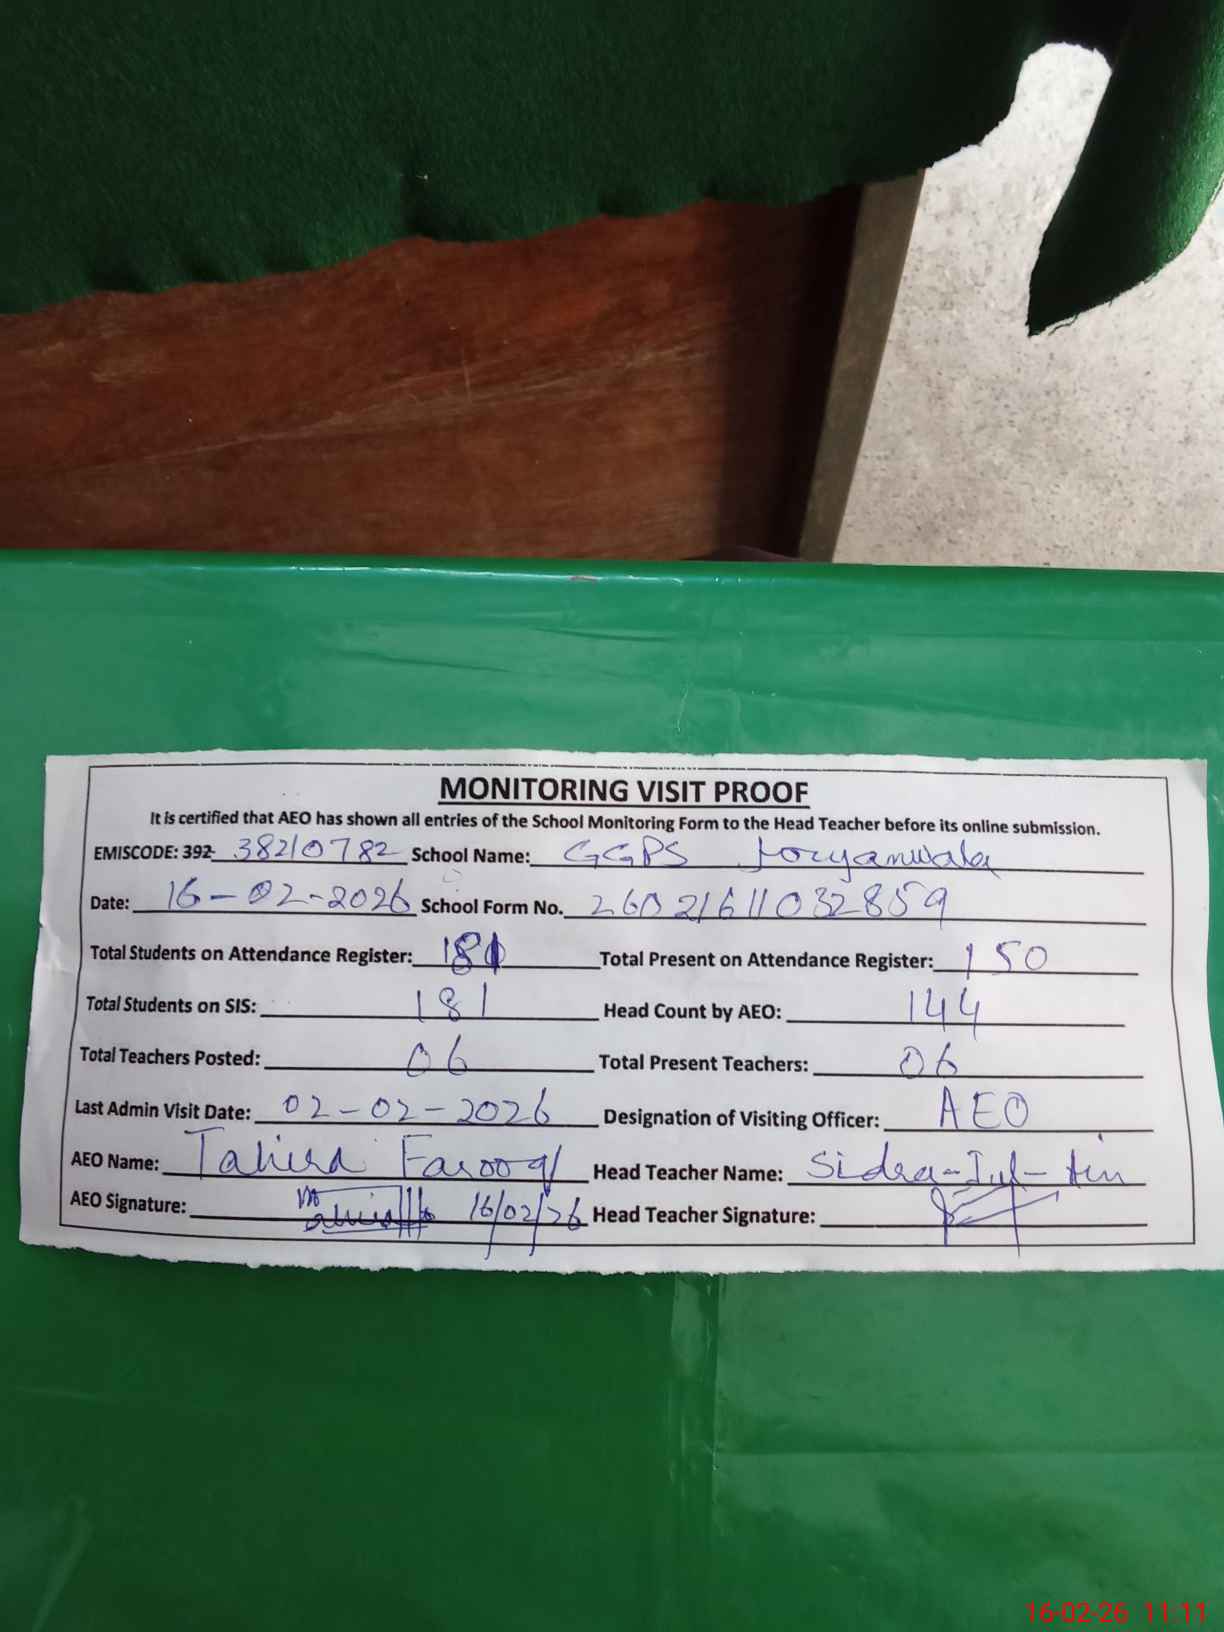 MONITORING VISIT PROOF
It is certified that AEO has shown all entries of the School Monitoring Form to the Head Teacher before its online submission.
EMISCODE: 392- 38210782 School Name: GGPS
Date: 16-02-2026 School Form No. 26021611032859
Total Students on Attendance Register: 181 Total Present on Attendance Register: 150
Total Students on SIS: 181 Head Count by AEO: 144
Total Teachers Posted: 06 Total Present Teachers: 06
Last Admin Visit Date: 02-02-2026 Designation of Visiting Officer: AEO
AEO Name: Tahira Farooq Head Teacher Name: Sidra-Tul-
AEO Signature: 16/02/26 Head Teacher Signature:
16-02-26 11:11